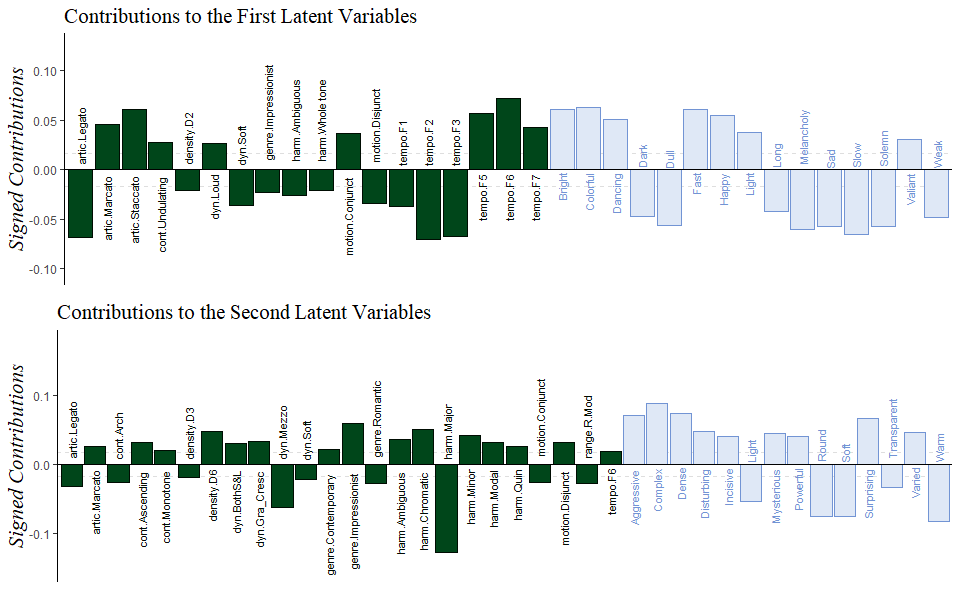 Contributions to the First Latent Variables
Signed Contributions
0.10
0.05
0.00
-0.05
-0.10
artic.Legato
artic.Marcato
artic.Staccato
cont.Undulating
density.D2
dyn.Loud
dyn.Soft
genre.Impressionist
harm.Ambiguous
harm.Whole tone
motion.Conjunct
motion.Disjunct
tempo.F1
tempo.F2
tempo.F3
tempo.F5
tempo.F6
tempo.F7
Bright
Colorful
Dancing
Dark
Dull
Fast
Happy
Light
Long
Melancholy
Sad
Slow
Solemn
Valiant
Weak
Contributions to the Second Latent Variables
Signed Contributions
0.1
0.0
-0.1
artic.Legato
artic.Marcato
cont.Arch
cont.Ascending
cont.Monotone
density.D3
density.D6
dyn.BothS&L
dyn.Gra_Cresc
dyn.Mezzo
dyn.Soft
genre.Contemporary
genre.Impressionist
genre.Romantic
harm.Ambiguous
harm.Chromatic
harm.Major
harm.Minor
harm.Modal
harm.Quin
motion.Conjunct
motion.Disjunct
range.R.Mod
tempo.F6
Aggressive
Complex
Dense
Disturbing
Incisive
Light
Mysterious
Powerful
Round
Soft
Surprising
Transparent
Varied
Warm